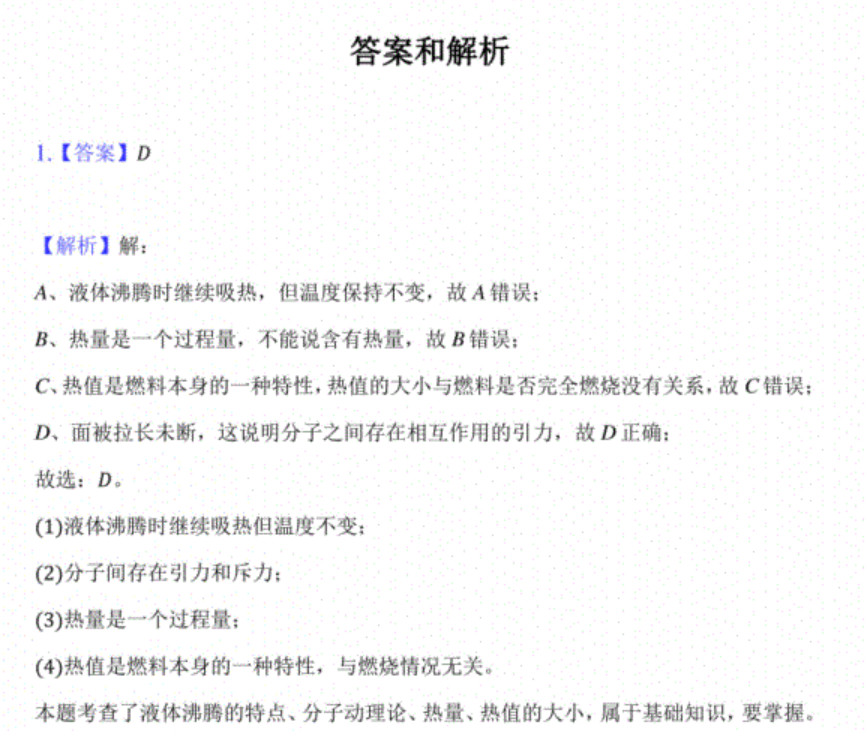 答案和解析
1.【答案】D
【解析】解：
A、液体沸腾时继续吸热，但温度保持不变，故 A 错误；
B、热量是一个过程量，不能说含有热量，故 B 错误；
C、热值是燃料本身的一种特性，热值的大小与燃料是否完全燃烧没有关系，故 C 错误；
D、面被拉长未断，这说明分子之间存在相互作用的引力，故 D 正确；
故选：D。
(1)液体沸腾时继续吸热但温度不变；
(2)分子间存在引力和斥力；
(3)热量是一个过程量；
(4)热值是燃料本身的一种特性，与燃烧情况无关。
本题考查了液体沸腾的特点、分子动理论、热量、热值的大小，属于基础知识，要掌握。